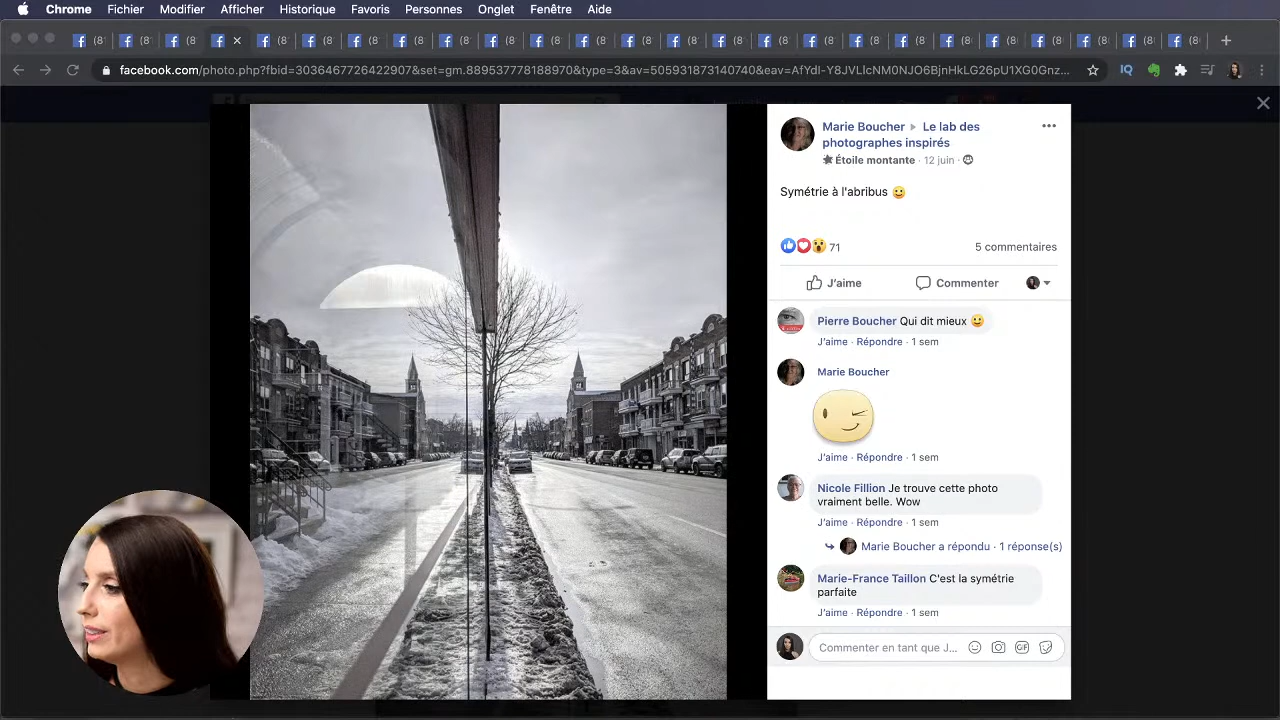 Chrome Fichier Modifier Afficher Historique Favoris Personnes Onglet Fenêtre Aide
facebook.com/photo.php?fbid=3036467726422907&set=gm.889537778188970&type=3&av=505931873140740&eav=AfYdI-Y8JVLlcNM0NJO6BjnHkLG26pU1XG0Gnz...
Marie Boucher ▸ Le lab des
photographes inspirés
Étoile montante · 12 juin ·
Symétrie à l'abribus 😀
71 5 commentaires
J'aime Commenter
Pierre Boucher Qui dit mieux 😀
J'aime · Répondre · 1 sem
Marie Boucher
J'aime · Répondre · 1 sem
Nicole Fillion Je trouve cette photo
vraiment belle. Wow
J'aime · Répondre · 1 sem
Marie Boucher a répondu · 1 réponse(s)
Marie-France Taillon C'est la symétrie
parfaite
J'aime · Répondre · 1 sem
Commenter en tant que J... GIF